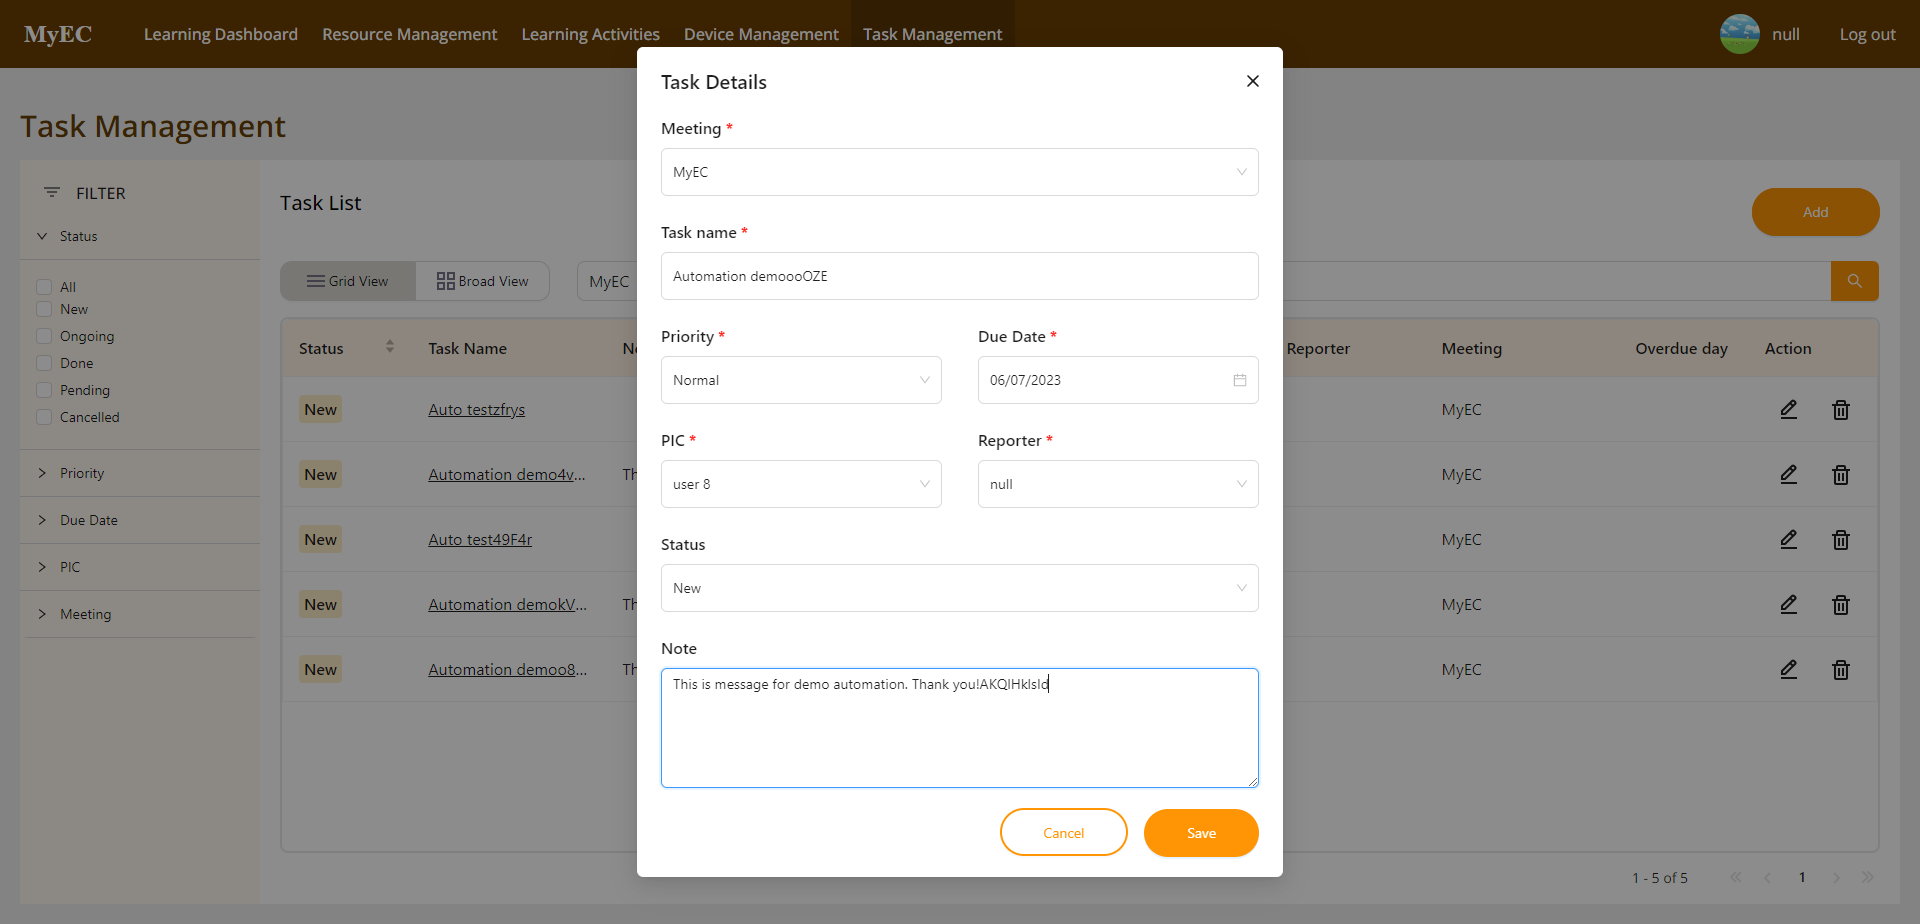 MyEC Learning Dashboard Resource Management Learning Activities Device Management Task Management null Log out
Task Management
FILTER
Status
All
New
Ongoing
Done
Pending
Cancelled
Priority
Due Date
PIC
Meeting
Task List
Add
Grid View Broad View MyEC
Status Task Name Reporter Meeting Overdue day Action
New Auto testzfrys MyEC
New Automation demo4v... Th MyEC
New Auto test49F4r MyEC
New Automation demokV... Th MyEC
New Automation demoo8... Th MyEC
1 - 5 of 5 1
Task Details
Meeting *
MyEC
Task name *
Automation demoooOZE
Priority * Due Date *
Normal 06/07/2023
PIC * Reporter *
user 8 null
Status
New
Note
This is message for demo automation. Thank you!
Cancel Save